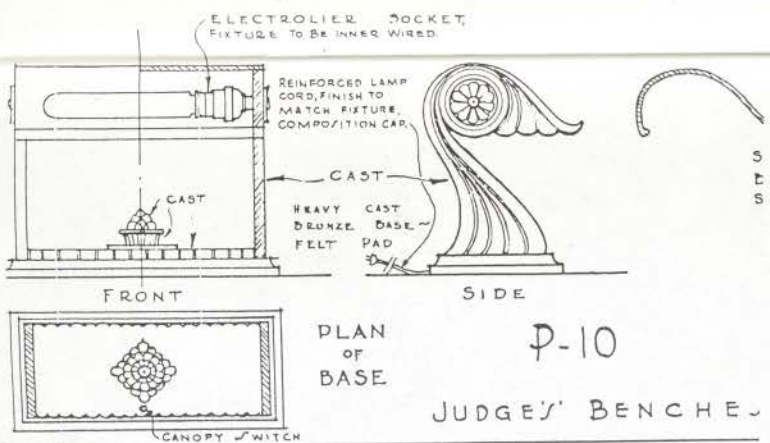 ELECTROLIER SOCKET,
FIXTURE TO BE INNER WIRED.
REINFORCED LAMP
CORD, FINISH TO
MATCH FIXTURE,
COMPOSITION CAP.
CAST
CAST
HEAVY CAST
BRONZE BASE ~
FELT PAD
FRONT
SIDE
S
E
S
PLAN
OF
BASE
P-10
JUDGE'S' BENCHE~
CANOPY SWITCH